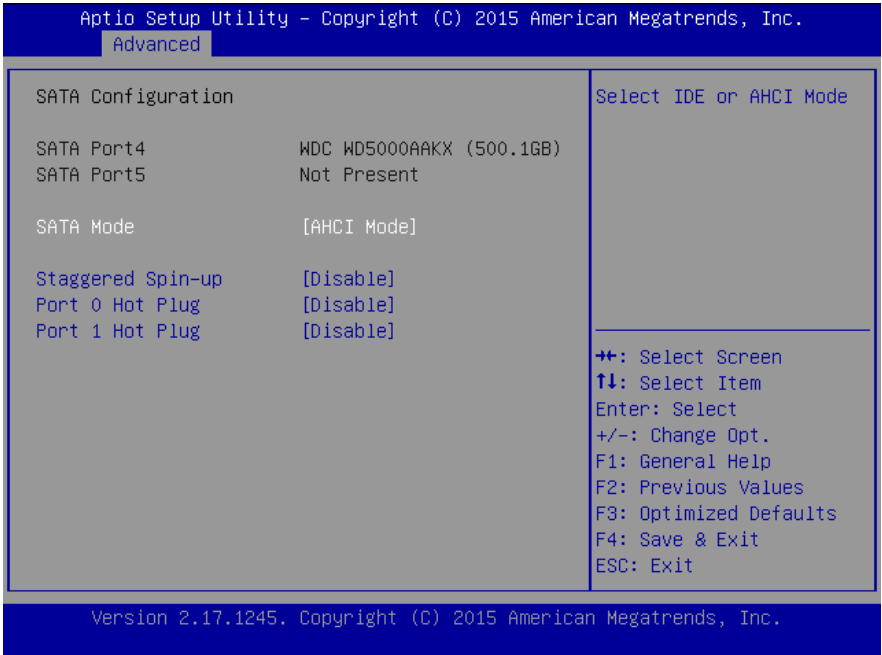 Aptio Setup Utility – Copyright (C) 2015 American Megatrends, Inc.
Advanced
SATA Configuration
SATA Port4 WDC WD5000AAKX (500.1GB)
SATA Port5 Not Present
SATA Mode [AHCI Mode]
Staggered Spin-up [Disable]
Port 0 Hot Plug [Disable]
Port 1 Hot Plug [Disable]
Select IDE or AHCI Mode
→←: Select Screen
↑↓: Select Item
Enter: Select
+/-: Change Opt.
F1: General Help
F2: Previous Values
F3: Optimized Defaults
F4: Save & Exit
ESC: Exit
Version 2.17.1245. Copyright (C) 2015 American Megatrends, Inc.